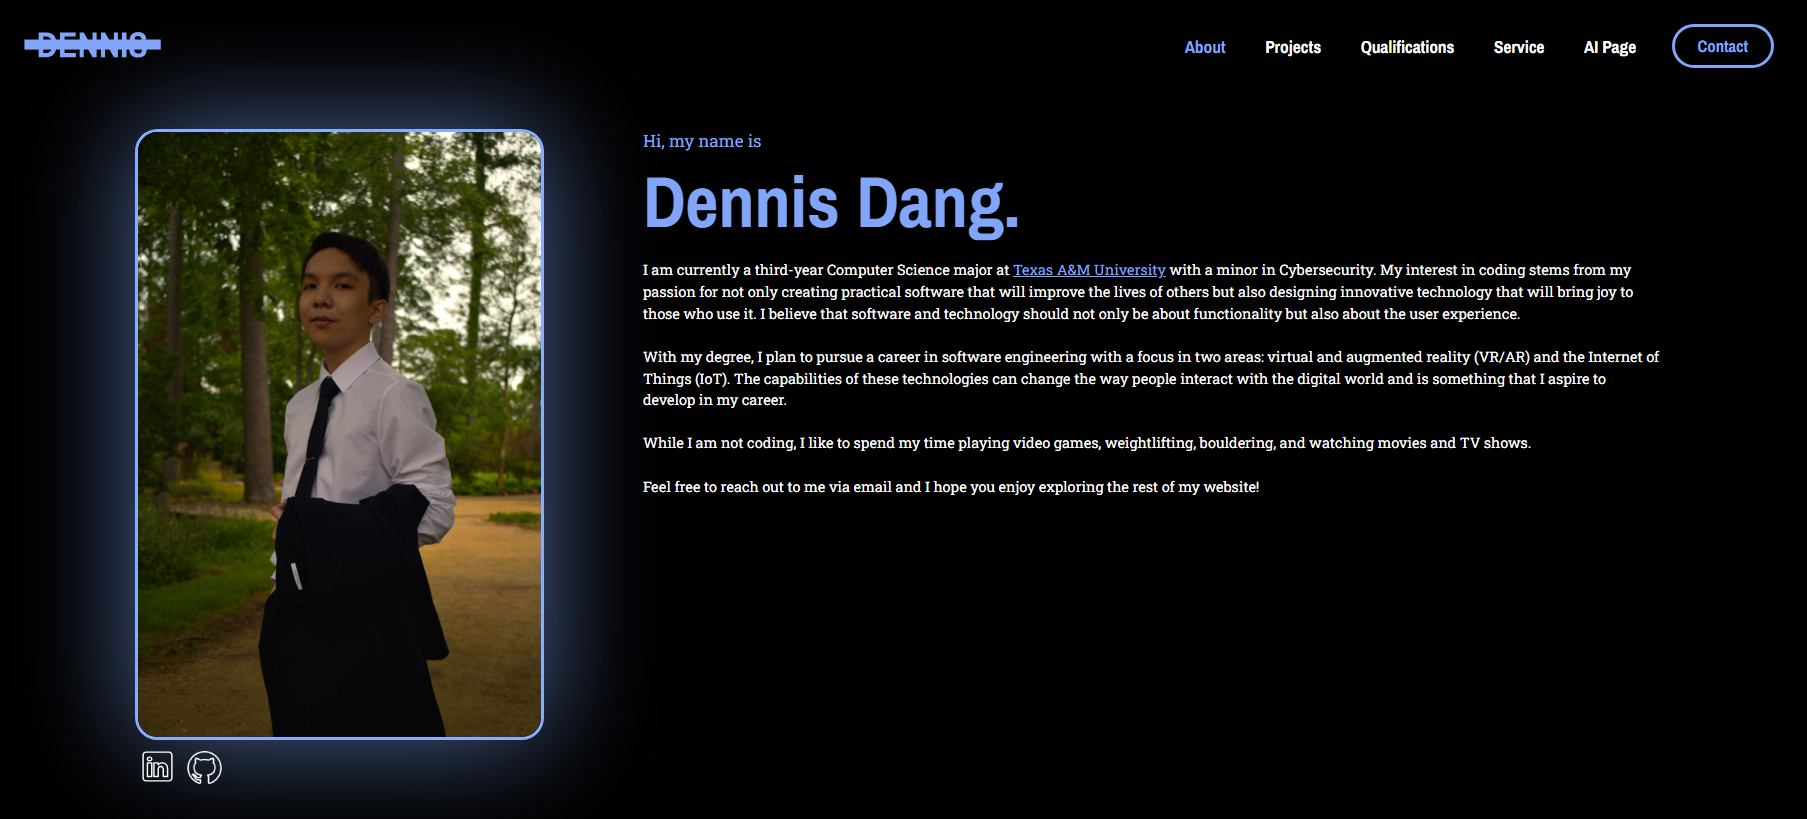 DENNIS
About Projects Qualifications Service AI Page Contact
Hi, my name is
Dennis Dang.
I am currently a third-year Computer Science major at Texas A&M University with a minor in Cybersecurity. My interest in coding stems from my
passion for not only creating practical software that will improve the lives of others but also designing innovative technology that will bring joy to
those who use it. I believe that software and technology should not only be about functionality but also about the user experience.
With my degree, I plan to pursue a career in software engineering with a focus in two areas: virtual and augmented reality (VR/AR) and the Internet of
Things (IoT). The capabilities of these technologies can change the way people interact with the digital world and is something that I aspire to
develop in my career.
While I am not coding, I like to spend my time playing video games, weightlifting, bouldering, and watching movies and TV shows.
Feel free to reach out to me via email and I hope you enjoy exploring the rest of my website!
in